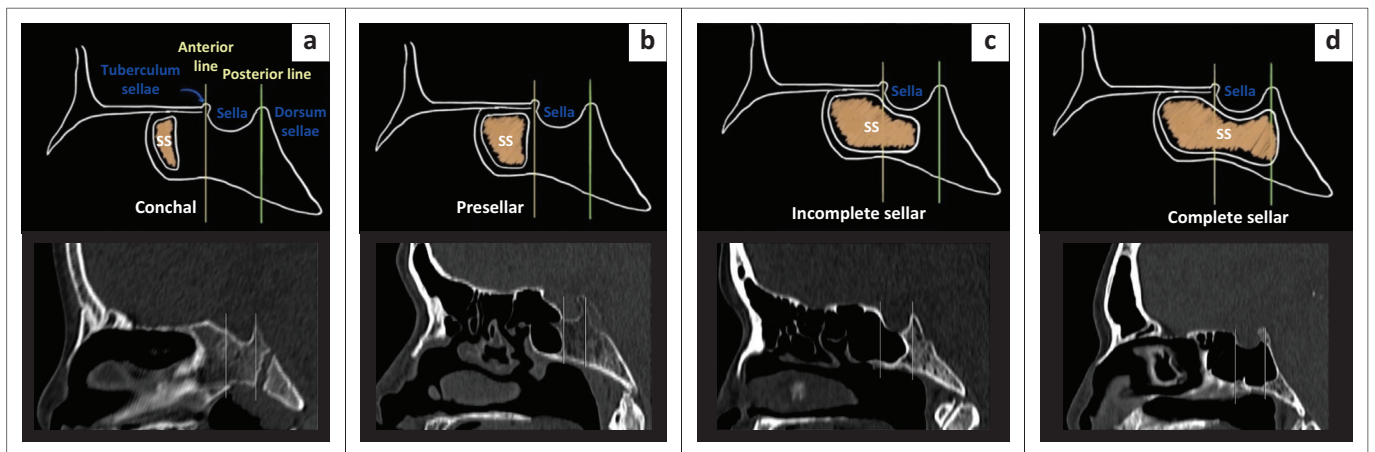 a
Anterior
line
Tuberculum
sellae
Posterior line
Sella
Dorsum
sellae
SS
Conchal
b
Sella
SS
Presellar
c
Sella
SS
Incomplete sellar
d
Sella
SS
Complete sellar